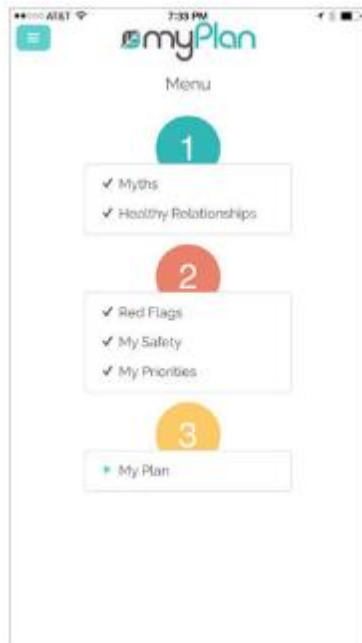 AT&T 7:33 PM
myPlan
Menu
1
Myths
Healthy Relationships
2
Red Flags
My Safety
My Priorities
3
My Plan